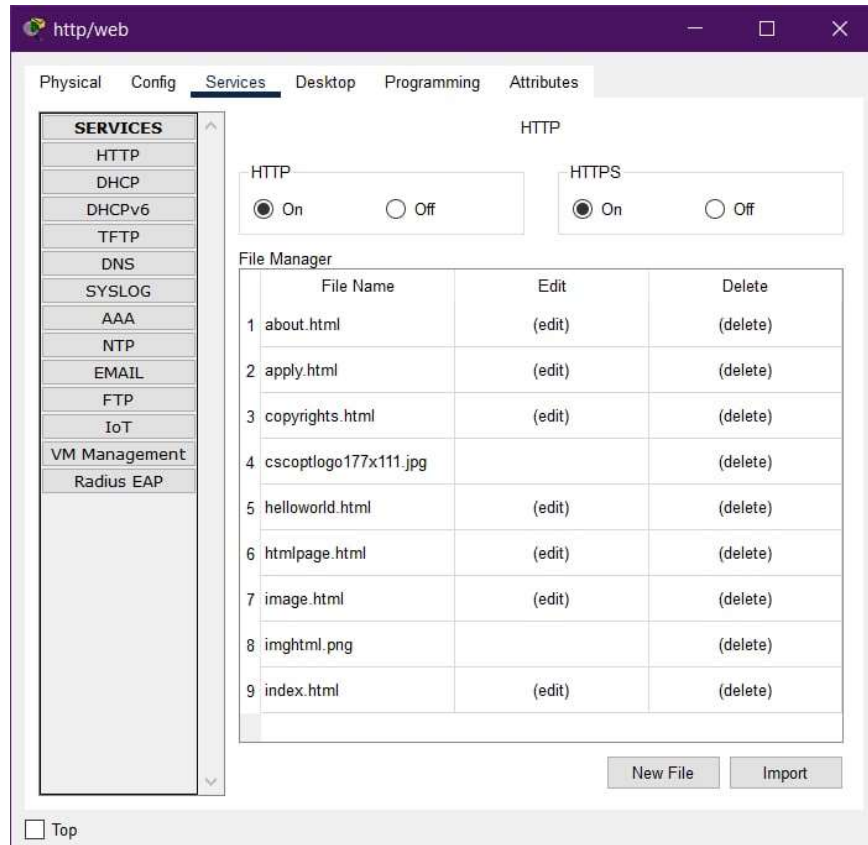 http/web
Physical Config Services Desktop Programming Attributes
SERVICES
HTTP
DHCP
DHCPv6
TFTP
DNS
SYSLOG
AAA
NTP
EMAIL
FTP
IoT
VM Management
Radius EAP
HTTP
HTTP
On Off
HTTPS
On Off
File Manager
File Name Edit Delete
1 about.html (edit) (delete)
2 apply.html (edit) (delete)
3 copyrights.html (edit) (delete)
4 cscoptlogo177x111.jpg (delete)
5 helloworld.html (edit) (delete)
6 htmlpage.html (edit) (delete)
7 image.html (edit) (delete)
8 imghtml.png (delete)
9 index.html (edit) (delete)
New File Import
Top